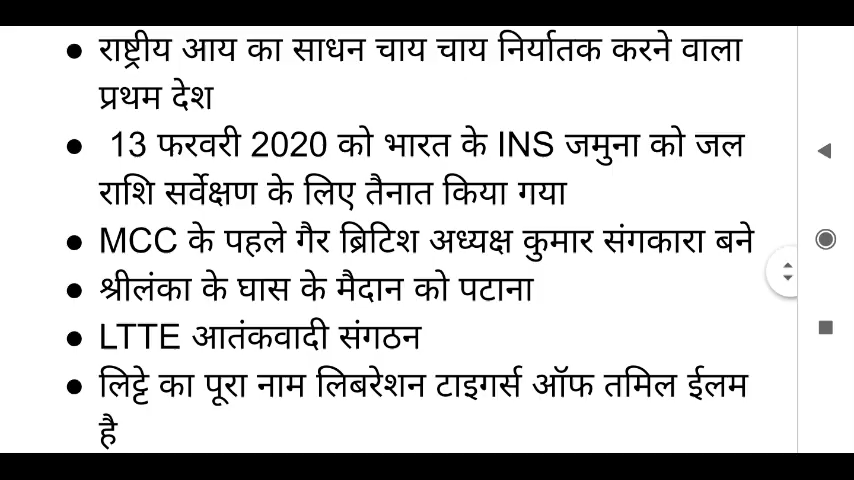 ● राष्ट्रीय आय का साधन चाय चाय निर्यातक करने वाला
प्रथम देश
● 13 फरवरी 2020 को भारत के INS जमुना को जल
राशि सर्वेक्षण के लिए तैनात किया गया
● MCC के पहले गैर ब्रिटिश अध्यक्ष कुमार संगकारा बने
● श्रीलंका के घास के मैदान को पटाना
● LTTE आतंकवादी संगठन
● लिट्टे का पूरा नाम लिबरेशन टाइगर्स ऑफ तमिल ईलम
है